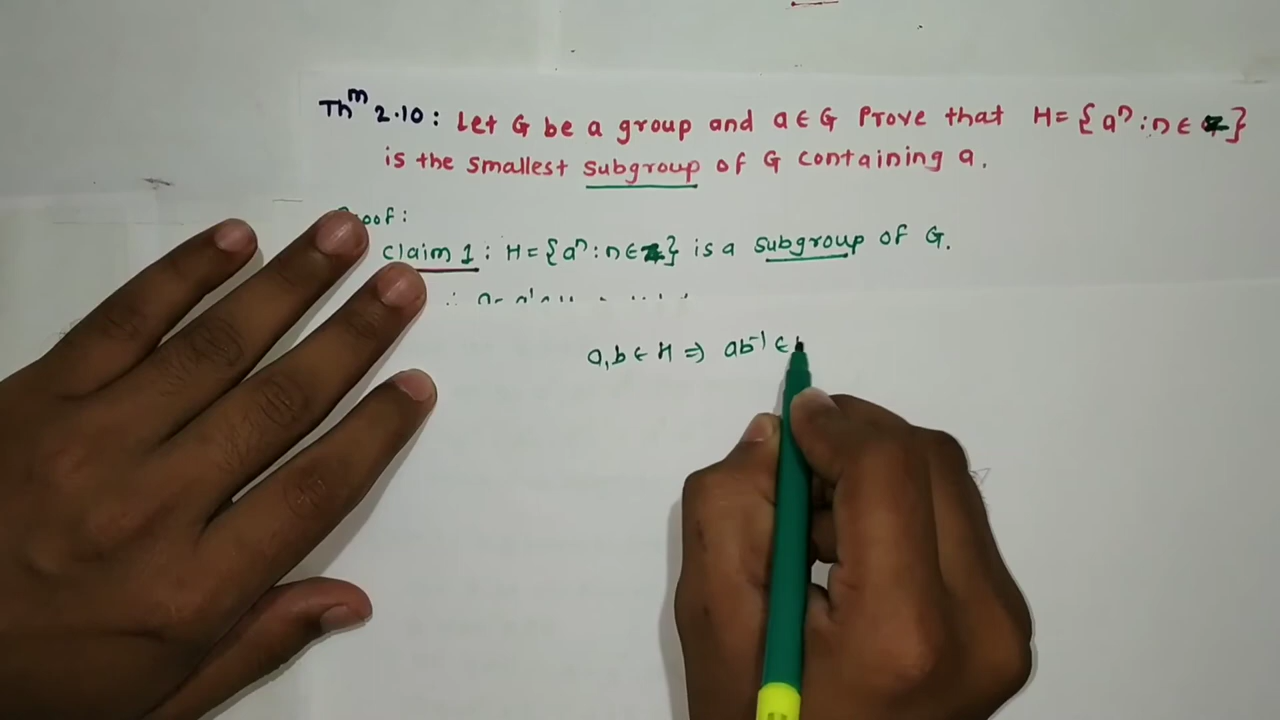 Thᵐ 2.10: Let G be a group and a ∈ G Prove that H = {aⁿ : n ∈ Z}
is the smallest subgroup of G containing a.
Proof:
Claim 1: H = {aⁿ : n ∈ Z} is a subgroup of G.
a, b ∈ H ⇒ ab⁻¹ ∈